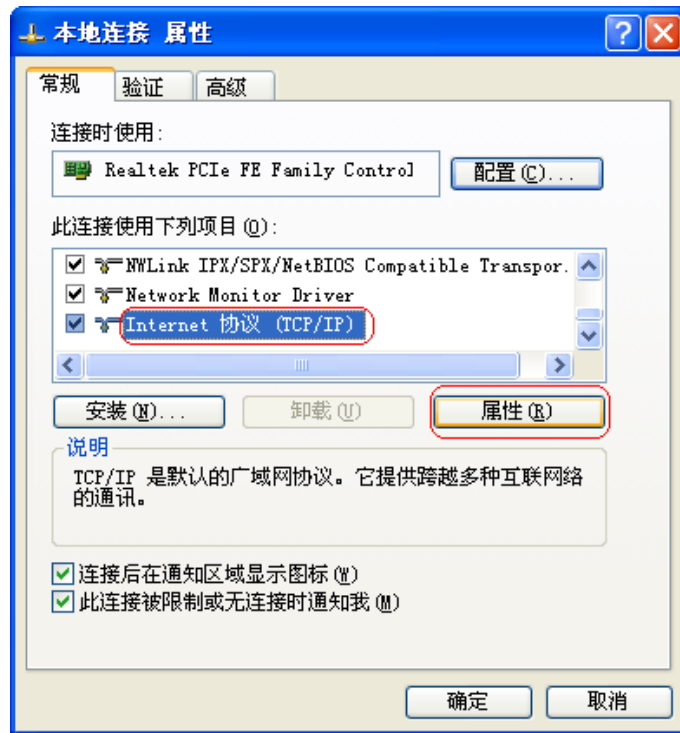 本地连接 属性
常规
验证
高级
连接时使用:
Realtek PCIe FE Family Control
配置(C)...
此连接使用下列项目(O):
NWLink IPX/SPX/NetBIOS Compatible Transpor.
Network Monitor Driver
Internet 协议 (TCP/IP)
安装(N)...
卸载(U)
属性(R)
说明
TCP/IP 是默认的广域网协议。它提供跨越多种互联网络
的通讯。
连接后在通知区域显示图标(W)
此连接被限制或无连接时通知我(M)
确定
取消